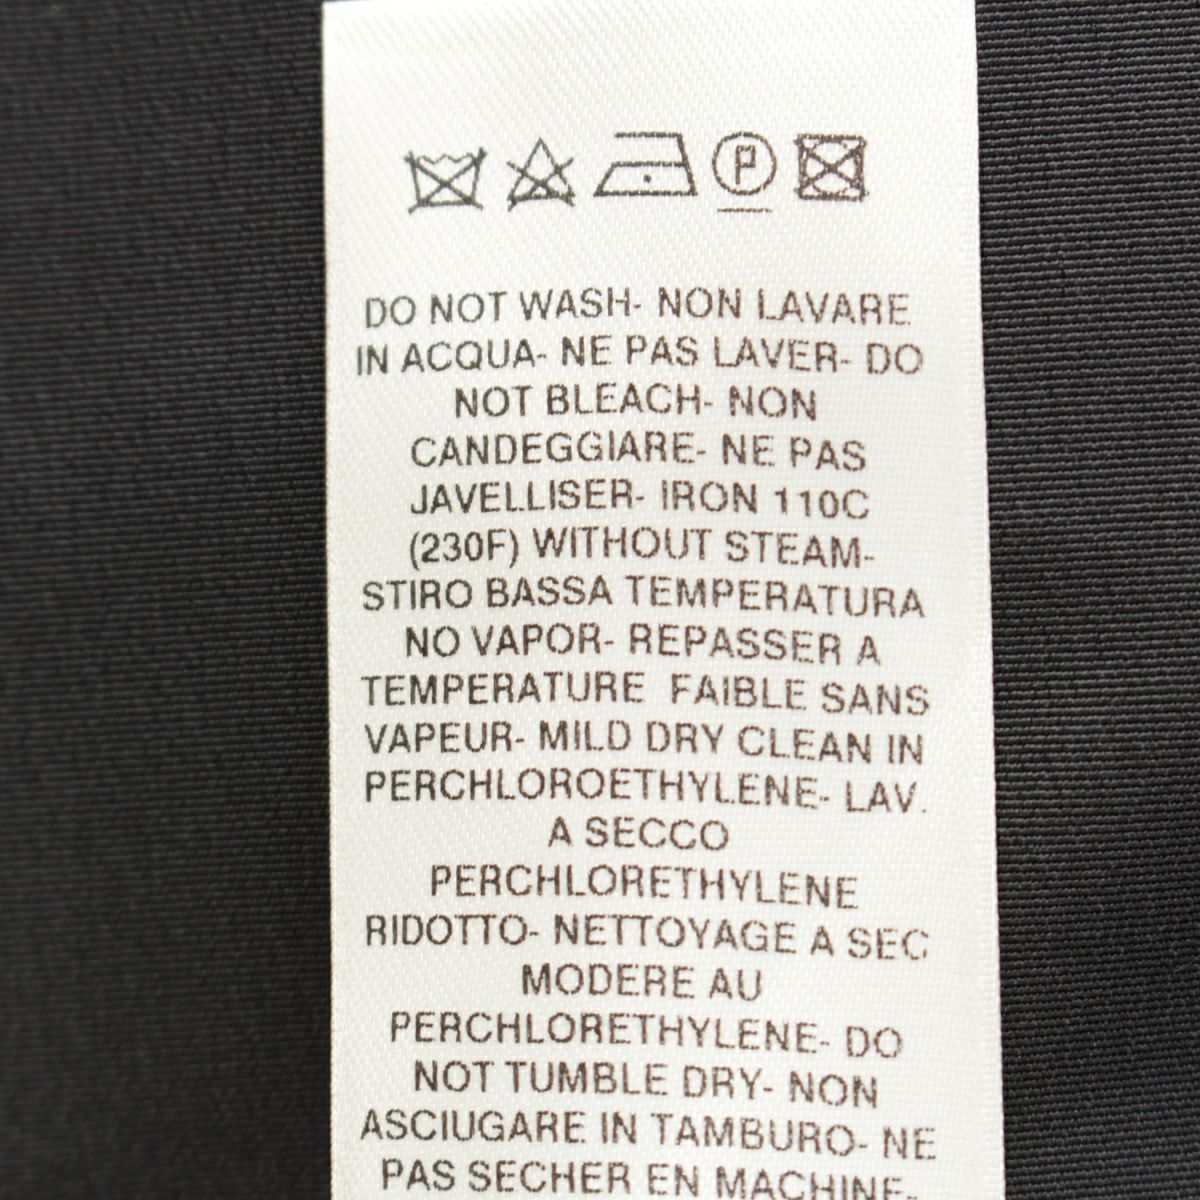 P
DO NOT WASH- NON LAVARE
IN ACQUA- NE PAS LAVER- DO
NOT BLEACH- NON
CANDEGGIARE- NE PAS
JAVELLISER- IRON 110C
(230F) WITHOUT STEAM-
STIRO BASSA TEMPERATURA
NO VAPOR- REPASSER A
TEMPERATURE FAIBLE SANS
VAPEUR- MILD DRY CLEAN IN
PERCHLOROETHYLENE- LAV.
A SECCO
PERCHLORETHYLENE
RIDOTTO- NETTOYAGE A SEC
MODERE AU
PERCHLORETHYLENE- DO
NOT TUMBLE DRY- NON
ASCIUGARE IN TAMBURO- NE
PAS SECHER EN MACHINE.